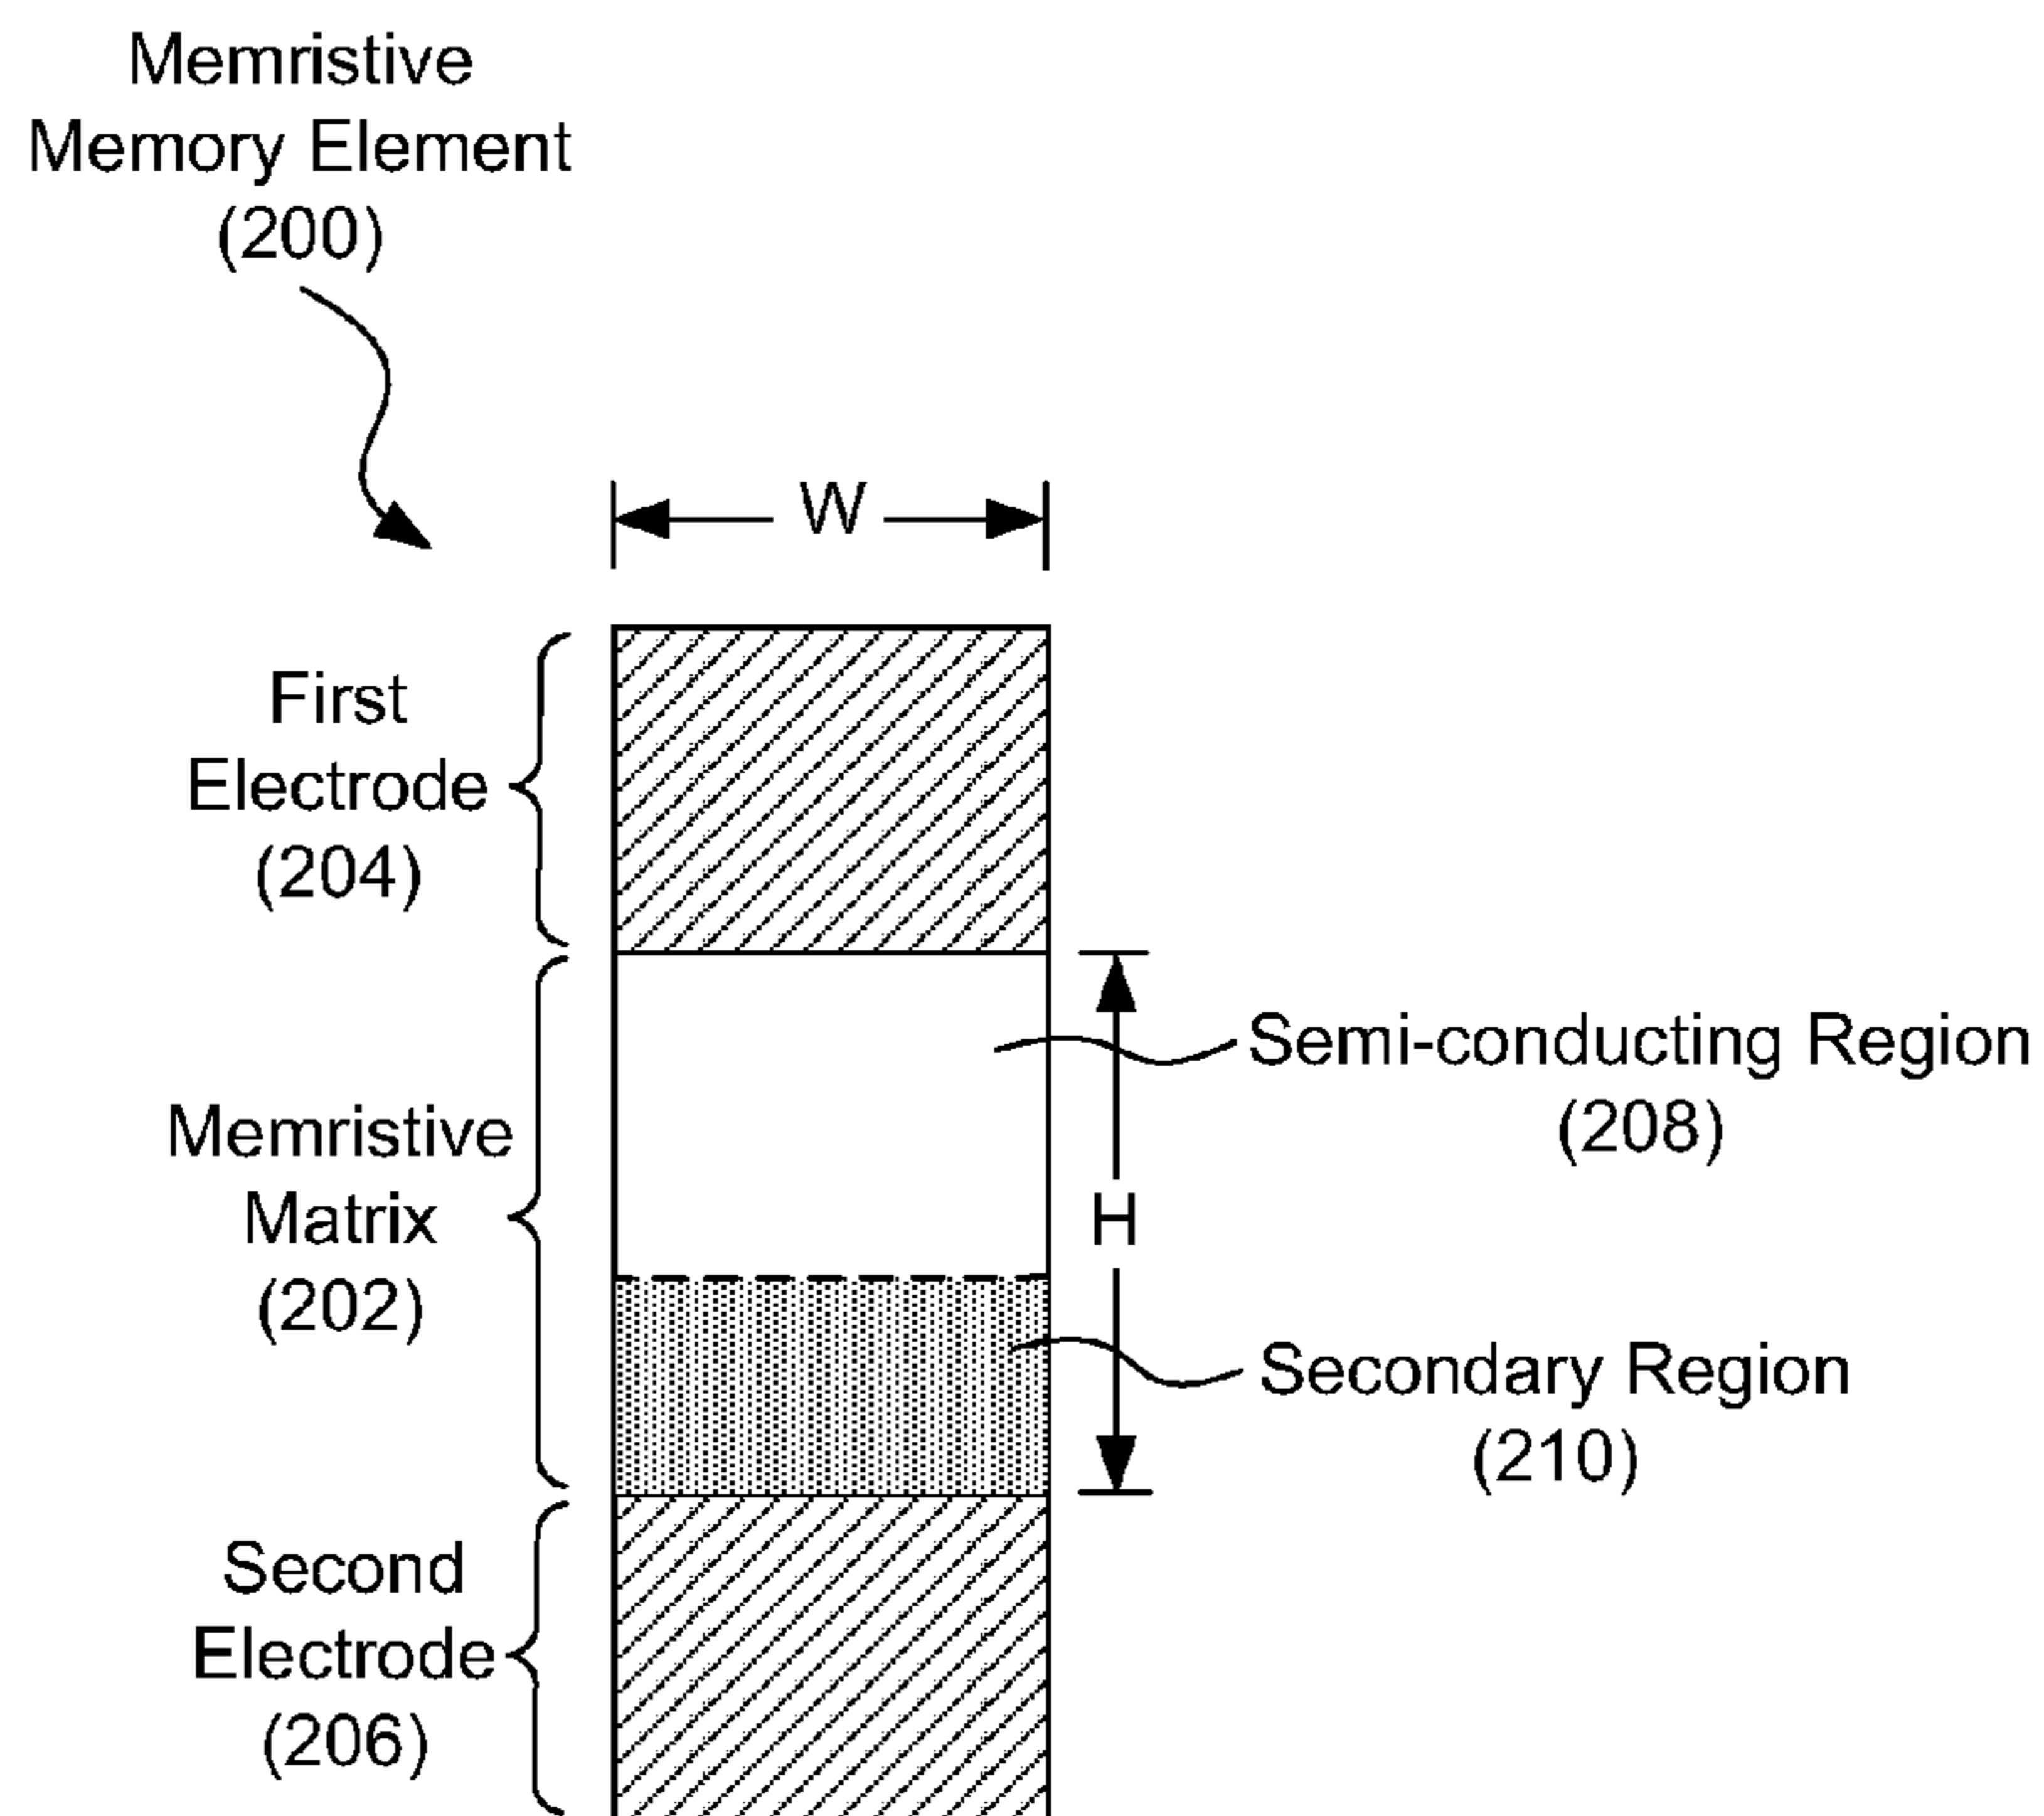 Memristive
Memory Element
(200)
W
First
Electrode
(204)
Semi-conducting Region
(208)
Memristive
Matrix
(202)
H
Secondary Region
(210)
Second
Electrode
(206)